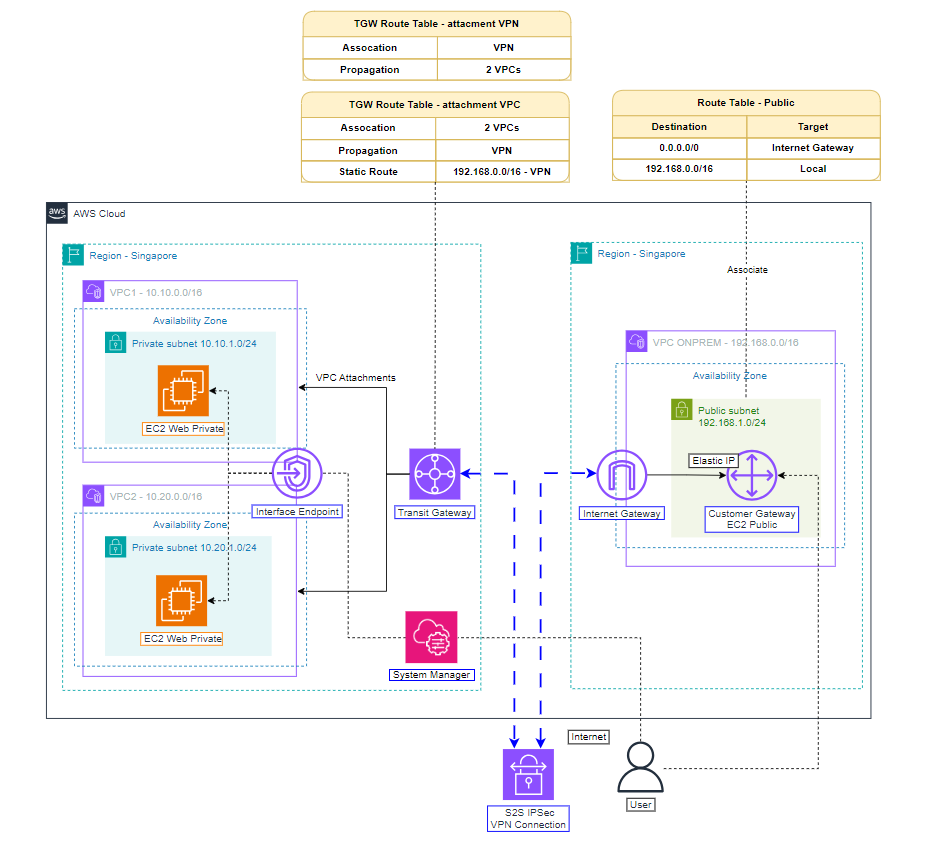 TGW Route Table - attacment VPN
Assocation VPN
Propagation 2 VPCs
TGW Route Table - attachment VPC
Assocation 2 VPCs
Propagation VPN
Static Route 192.168.0.0/16 - VPN
Route Table - Public
Destination Target
0.0.0.0/0 Internet Gateway
192.168.0.0/16 Local
aws AWS Cloud
Region - Singapore
VPC1 - 10.10.0.0/16
Availability Zone
Private subnet 10.10.1.0/24
EC2 Web Private
VPC Attachments
Interface Endpoint
Transit Gateway
VPC2 - 10.20.0.0/16
Availability Zone
Private subnet 10.20.1.0/24
EC2 Web Private
System Manager
Region - Singapore
Associate
VPC ONPREM - 192.168.0.0/16
Availability Zone
Public subnet
192.168.1.0/24
Elastic IP
Internet Gateway
Customer Gateway
EC2 Public
Internet
User
S2S IPSec
VPN Connection